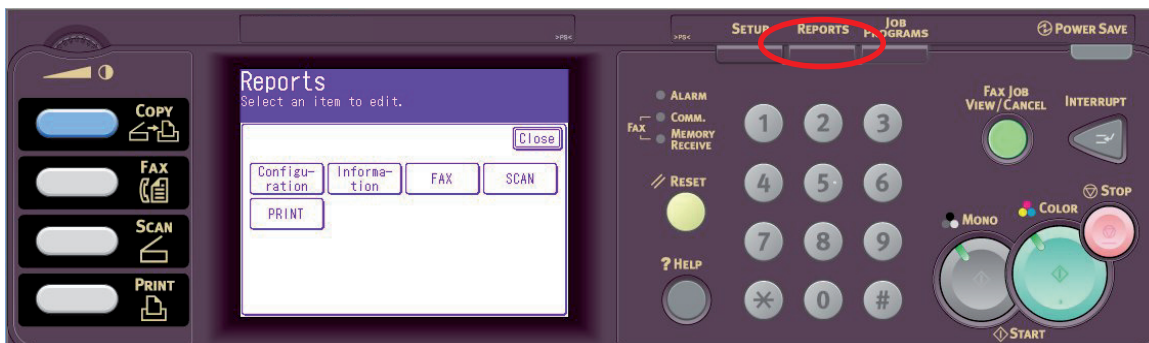 COPY
FAX
SCAN
PRINT
>PS<
Reports
Select an item to edit.
Close
Configu-
ration
Informa-
tion
FAX
SCAN
PRINT
>PS<
SETUP
REPORTS
JOB
PROGRAMS
POWER SAVE
ALARM
FAX
COMM.
MEMORY
RECEIVE
RESET
? HELP
1 2 3
4 5 6
7 8 9
* 0 #
FAX JOB
VIEW/CANCEL
INTERRUPT
STOP
MONO
COLOR
START